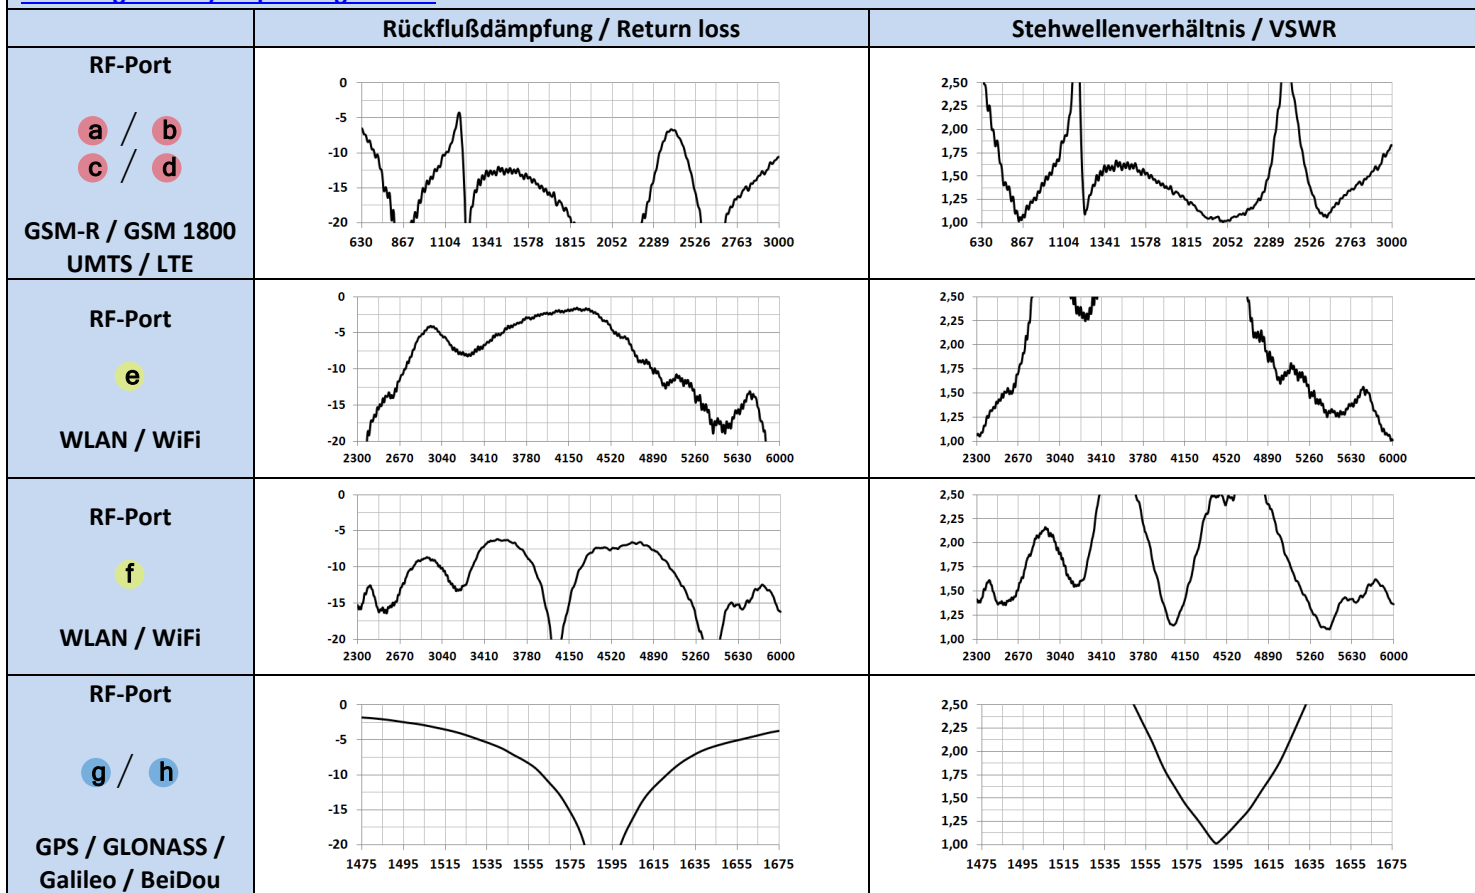 Rückflußdämpfung / Return loss
Stehwellenverhältnis / VSWR
RF-Port
a / b
c / d
GSM-R / GSM 1800
UMTS / LTE
0
-5
-10
-15
-20
630 867 1104 1341 1578 1815 2052 2289 2526 2763 3000
2,50
2,25
2,00
1,75
1,50
1,25
1,00
630 867 1104 1341 1578 1815 2052 2289 2526 2763 3000
RF-Port
e
WLAN / WiFi
0
-5
-10
-15
-20
2300 2670 3040 3410 3780 4150 4520 4890 5260 5630 6000
2,50
2,25
2,00
1,75
1,50
1,25
1,00
2300 2670 3040 3410 3780 4150 4520 4890 5260 5630 6000
RF-Port
f
WLAN / WiFi
0
-5
-10
-15
-20
2300 2670 3040 3410 3780 4150 4520 4890 5260 5630 6000
2,50
2,25
2,00
1,75
1,50
1,25
1,00
2300 2670 3040 3410 3780 4150 4520 4890 5260 5630 6000
RF-Port
g / h
GPS / GLONASS /
Galileo / BeiDou
0
-5
-10
-15
-20
1475 1495 1515 1535 1555 1575 1595 1615 1635 1655 1675
2,50
2,25
2,00
1,75
1,50
1,25
1,00
1475 1495 1515 1535 1555 1575 1595 1615 1635 1655 1675